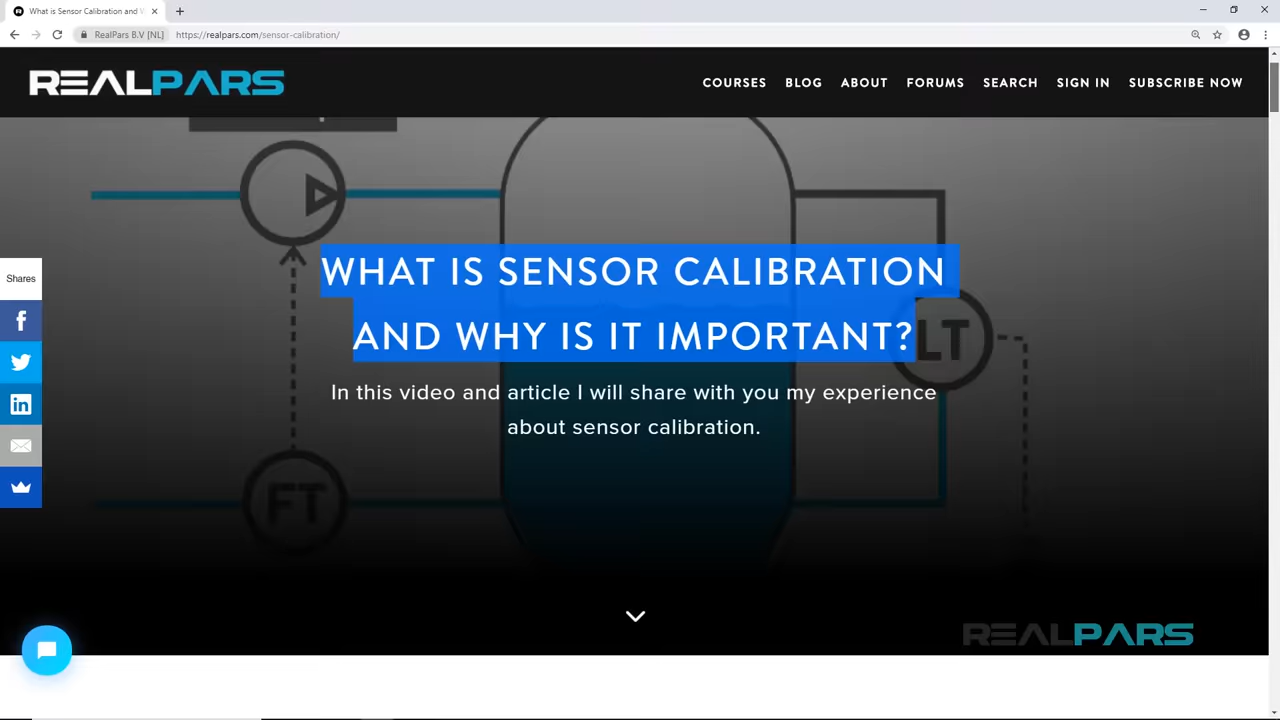 What is Sensor Calibration and W
RealPars B.V [NL]
https://realpars.com/sensor-calibration/
REALPARS
COURSES BLOG ABOUT FORUMS SEARCH SIGN IN SUBSCRIBE NOW
WHAT IS SENSOR CALIBRATION
AND WHY IS IT IMPORTANT?
LT
In this video and article I will share with you my experience
about sensor calibration.
Shares
FT
REALPARS